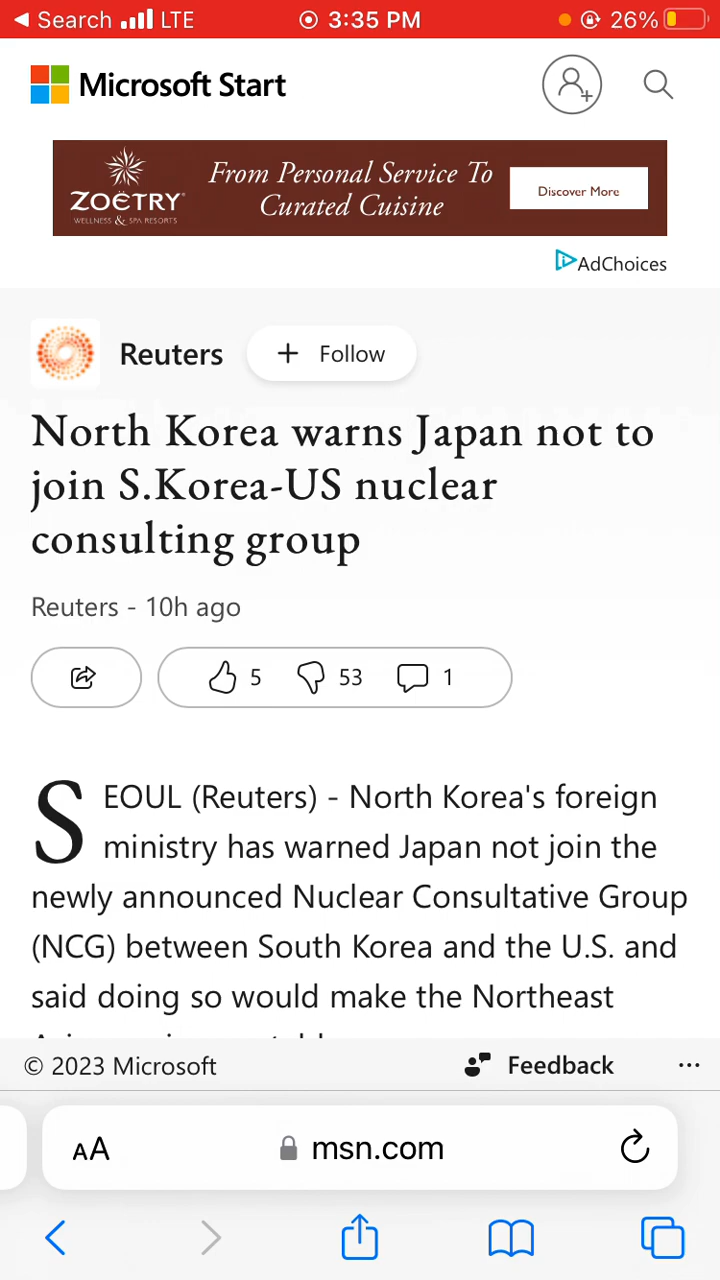 Search LTE 3:35 PM 26%
Microsoft Start
ZOËTRY®
WELLNESS & SPA RESORTS
From Personal Service To
Curated Cuisine
Discover More
AdChoices
Reuters + Follow
North Korea warns Japan not to
join S.Korea-US nuclear
consulting group
Reuters - 10h ago
5 53 1
SEOUL (Reuters) - North Korea's foreign
ministry has warned Japan not join the
newly announced Nuclear Consultative Group
(NCG) between South Korea and the U.S. and
said doing so would make the Northeast
© 2023 Microsoft Feedback ...
AA msn.com